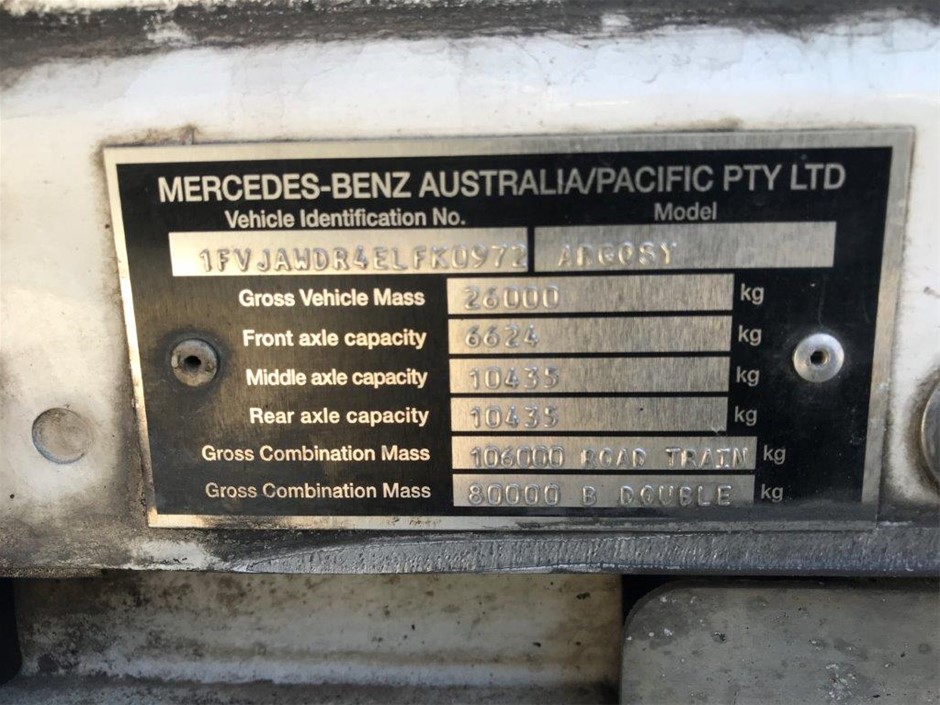 MERCEDES-BENZ AUSTRALIA/PACIFIC PTY LTD
Vehicle Identification No. Model
1FVJAWDR4ELFK0972 ARGOSY
Gross Vehicle Mass 26000 kg
Front axle capacity 6624 kg
Middle axle capacity 10435 kg
Rear axle capacity 10435 kg
Gross Combination Mass 106000 ROAD TRAIN kg
Gross Combination Mass 80000 B DOUBLE kg